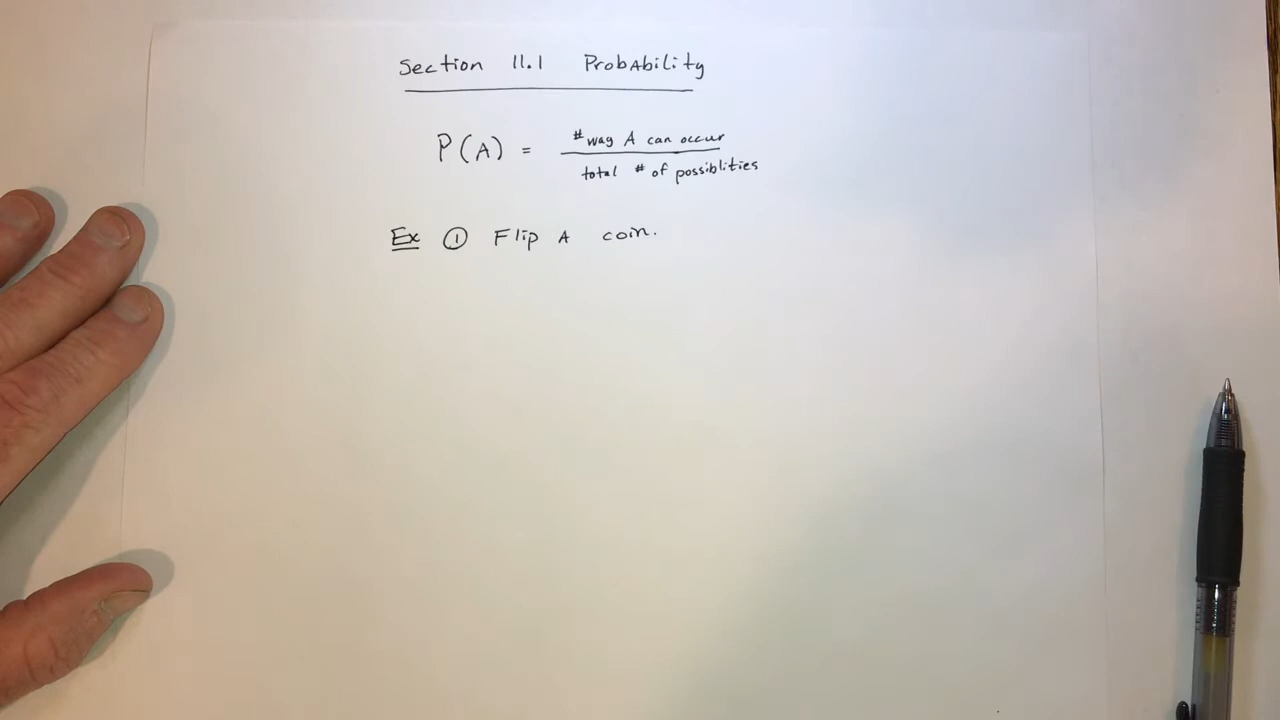 Section 11.1 Probability
P(A) = # way A can occur / total # of possiblities
Ex ① Flip A coin.